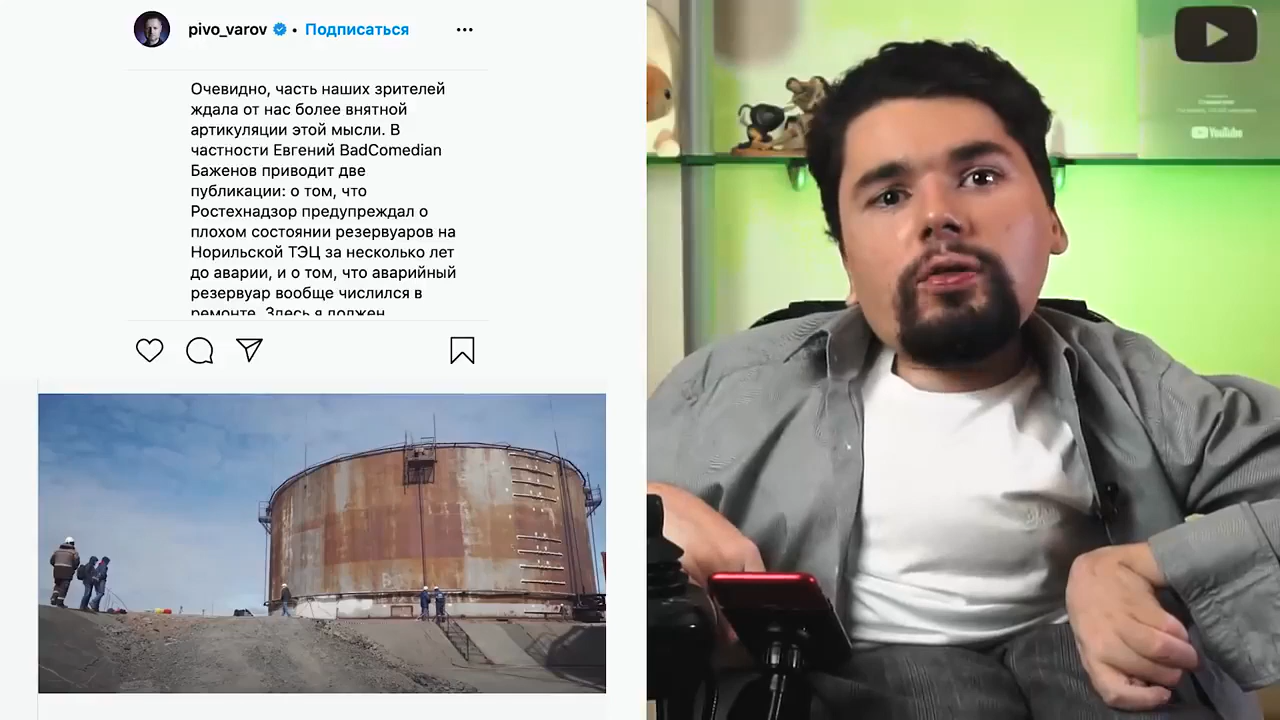 pivo_varov • Подписаться
Очевидно, часть наших зрителей
ждала от нас более внятной
артикуляции этой мысли. В
частности Евгений BadComedian
Баженов приводит две
публикации: о том, что
Ростехнадзор предупреждал о
плохом состоянии резервуаров на
Норильской ТЭЦ за несколько лет
до аварии, и о том, что аварийный
резервуар вообще числился в
ремонте. Здесь я должен
YouTube